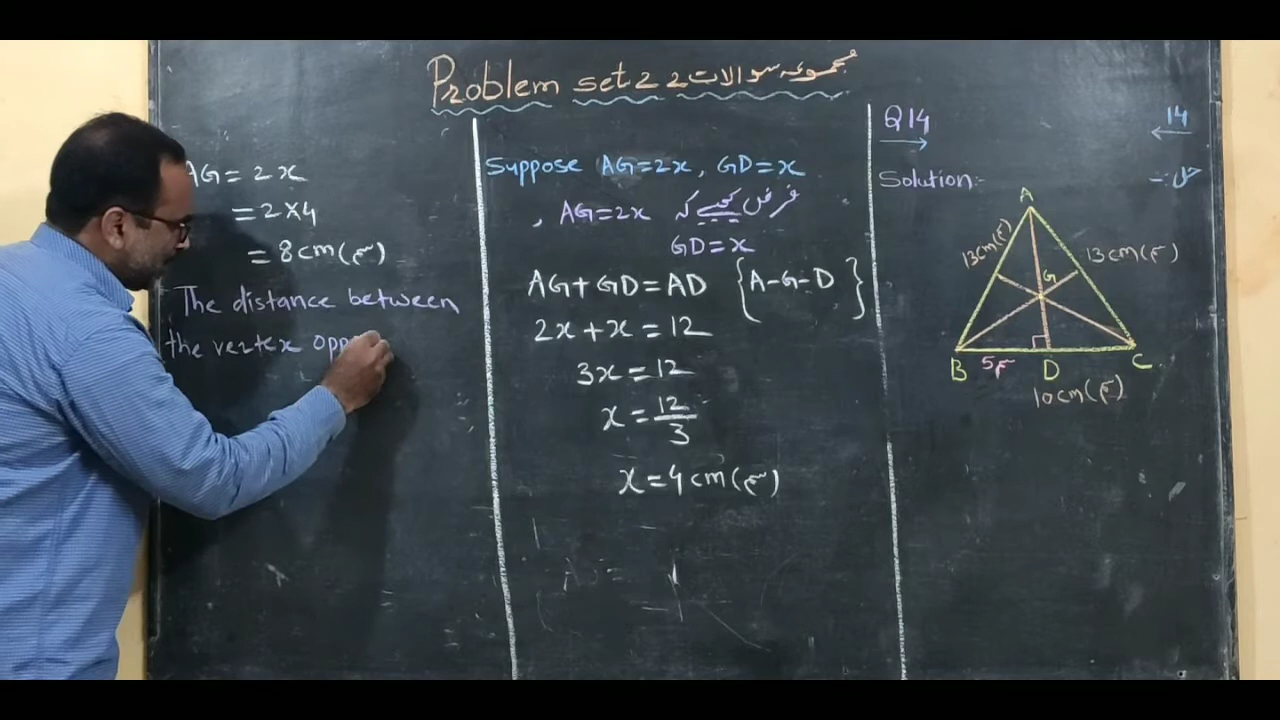 Problem set 2 2 مجموعہ سوالات
AG = 2x
= 2×4
= 8cm(سم)
The distance between
the vertex opp
Suppose AG=2x, GD=x
فرض کیجیے کہ AG=2x ,
GD=x
AG+GD=AD {A-G-D}
2x+x=12
3x=12
x=12/3
x=4cm(سم)
Q14 14
Solution:- حل:-
A
13cm(سم) 13cm(سم)
G
B 5سم D C
10cm(سم)